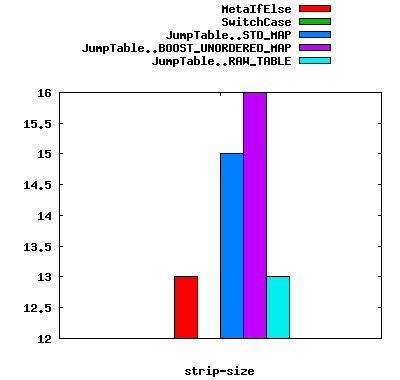 MetaIfElse
SwitchCase
JumpTable..STD_MAP
JumpTable..BOOST_UNORDERED_MAP
JumpTable..RAW_TABLE
16
15.5
15
14.5
14
13.5
13
12.5
12
strip-size